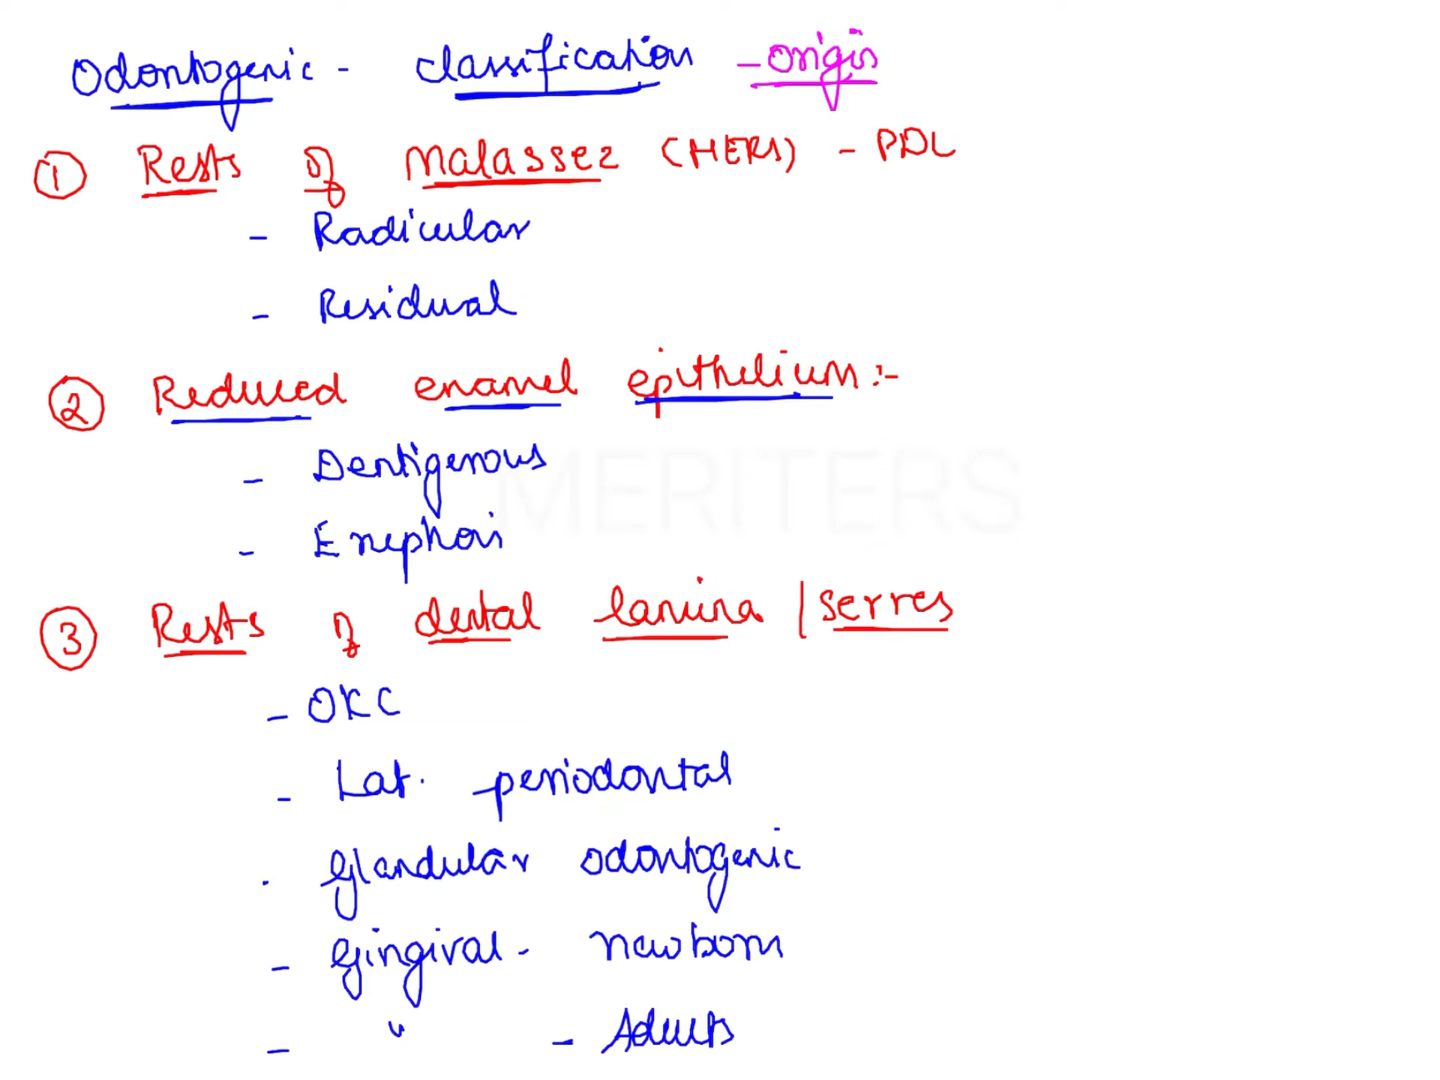 Odontogenic - classification - origin
① Rests of Malassez (HERS) - PDL
- Radicular
- Residual
② Reduced enamel epithelium :-
- Dentigerous
MERITERS
-
③ Rests of dental lamina / serres
- OKC
- Lat. periodontal
. Glandular odontogenic
- Gingival - newborn
- " - Adults